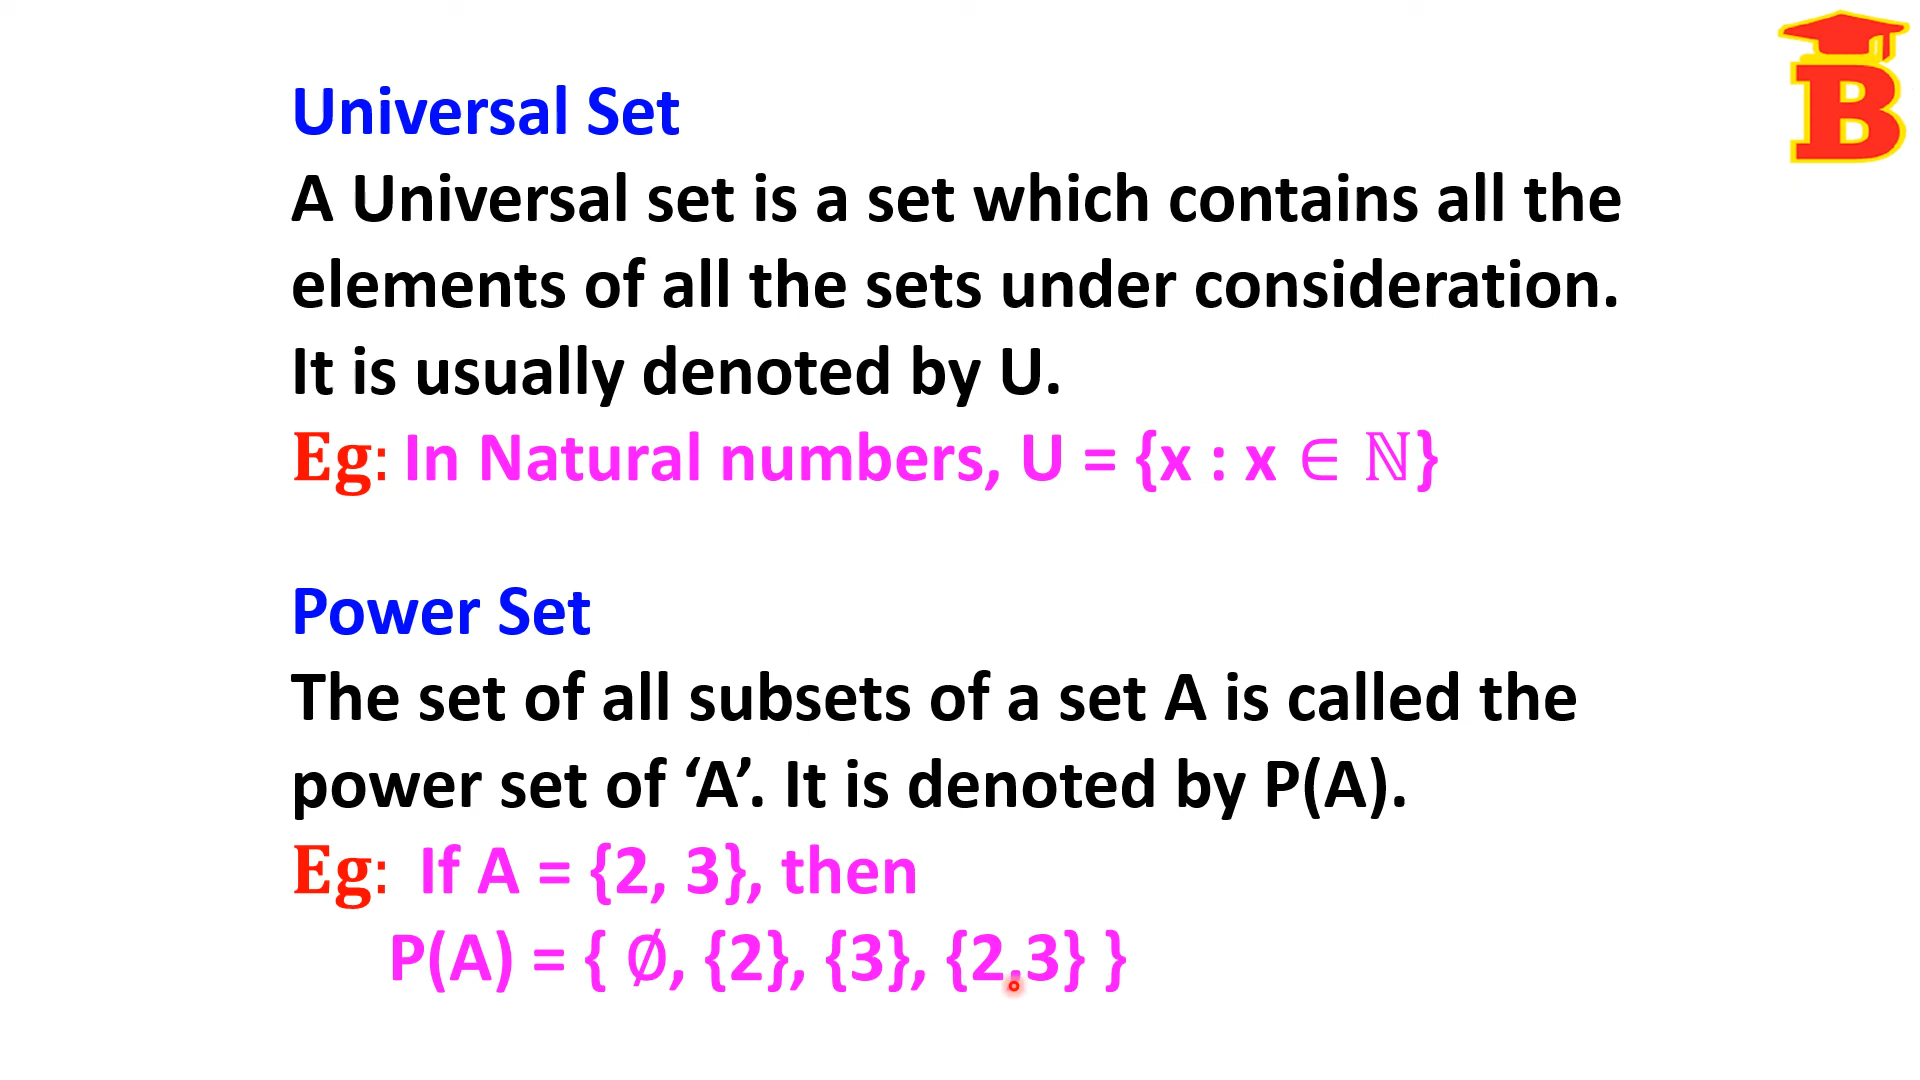 B
Universal Set
A Universal set is a set which contains all the
elements of all the sets under consideration.
It is usually denoted by U.
Eg: In Natural numbers, U = {x : x ∈ ℕ}
Power Set
The set of all subsets of a set A is called the
power set of ‘A’. It is denoted by P(A).
Eg: If A = {2, 3}, then
P(A) = { ∅, {2}, {3}, {2,3} }